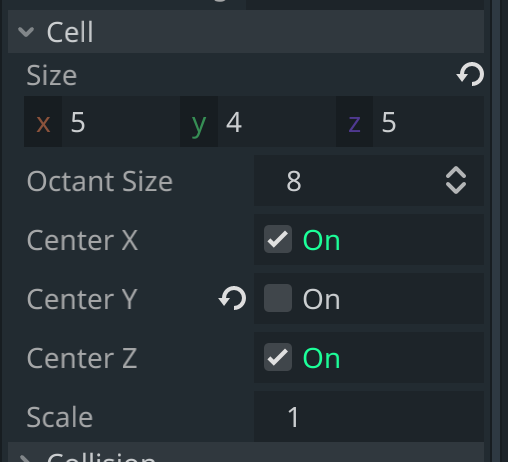 Cell
Size
x 5 y 4 z 5
Octant Size 8
Center X On
Center Y On
Center Z On
Scale 1
Collision